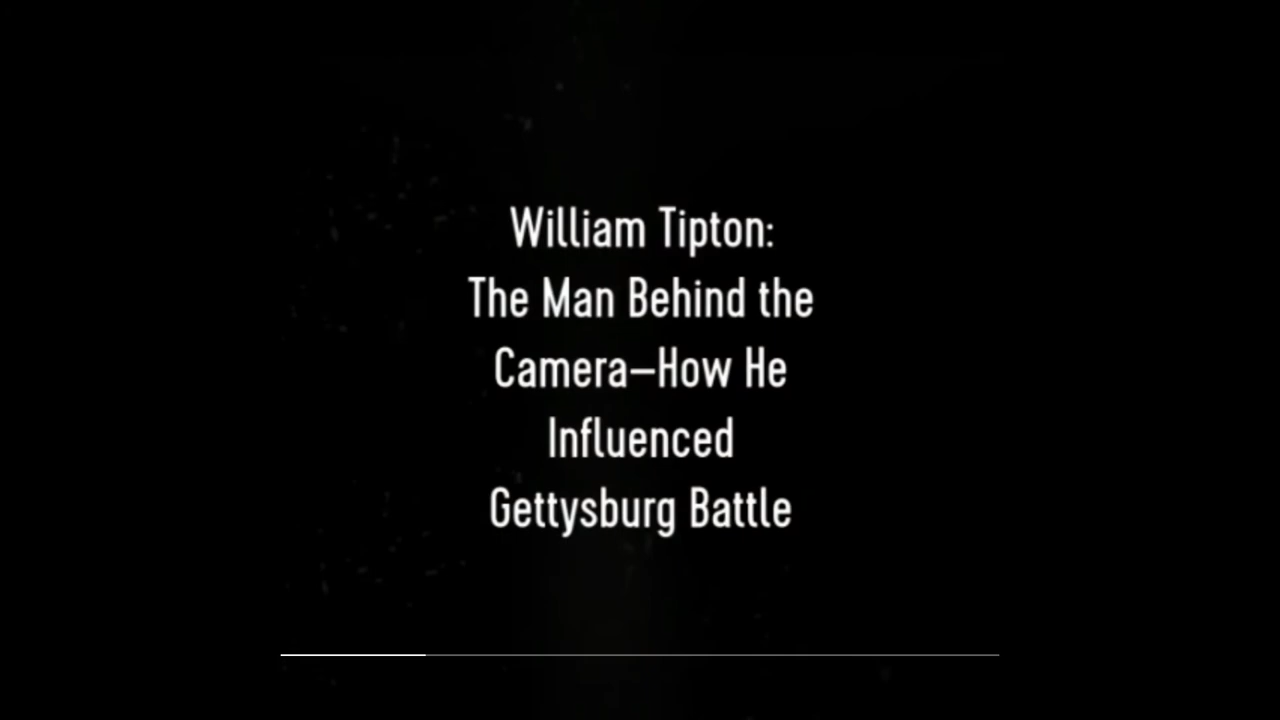 William Tipton:
The Man Behind the
Camera–How He
Influenced
Gettysburg Battle